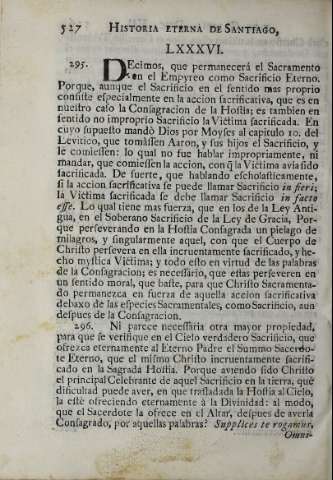 527 HISTORIA ETERNA DE SANTIAGO,
LXXXVI.
295. DEcimos, que permanecerá el Sacramento
en el Empyreo como Sacrificio Eterno.
Porque, aunque el Sacrificio en el ſentido mas proprio
conſiſte eſpecialmente en la accion ſacrificativa, que es en
nueſtro caſo la Conſagracion de la Hoſtia; es tambien en
ſentido no improprio Sacrificio la Victima ſacrificada. En
cuyo ſupueſto mandò Dios por Moyſes al capitulo 10. del
Levitico, que tomàſſen Aaron, y sus hijos el Sacrificio, y
le comieſſen: lo qual no fue hablar impropriamente, ni
mandar, que comieſſen la accion, con q̃ la Victima avia ſido
ſacrificada. De ſuerte, que hablando eſcholaſticamente,
ſi la accion ſacrificativa ſe puede llamar Sacrificio in fieri;
la Victima ſacrificada ſe debe llamar Sacrificio in facto
eſſe. Lo qual tiene mas fuerza, que en los de la Ley Anti-
gua, en el Soberano Sacrificio de la Ley de Gracia, Por-
que perſeverando en la Hoſtia Conſagrada un pielago de
milagros, y ſingularmente aquel, con que el Cuerpo de
Chriſto perſevera en ella incruentamente ſacrificado, y he-
cho myſtica Victima; y todo eſto en virtud de las palabras
de la Conſagracion; es neceſſario, que eſtas perſeveren en
un ſentido moral, que baſte, para que Chriſto Sacramenta-
do permanezca en fuerza de aquella accion ſacrificativa
debaxo de las eſpecies Sacramentales, como Sacrificio, aun
deſpues de la Conſagracion.
296. Ni parece neceſſaria otra mayor propiedad,
para que ſe verifique en el Cielo verdadero Sacrificio, que
ofrezca eternamente al Eterno Padre el Summo Sacerdo-
te Eterno, que el miſmo Chriſto incruentamente ſacrifi-
cado en la Sagrada Hoſtia. Porque aviendo ſido Chriſto
el principal Celebrante de aquel Sacrificio en la tierra, què
dificultad puede aver, en que traſladada la Hoſtia al Cielo,
la eſtè ofreciendo eternamente à la Divinidad: al modo,
que el Sacerdote la ofrece en el Altar, deſpues de averla
Conſagrado, por aquellas palabras? Supplices te rogamus,
Omni-